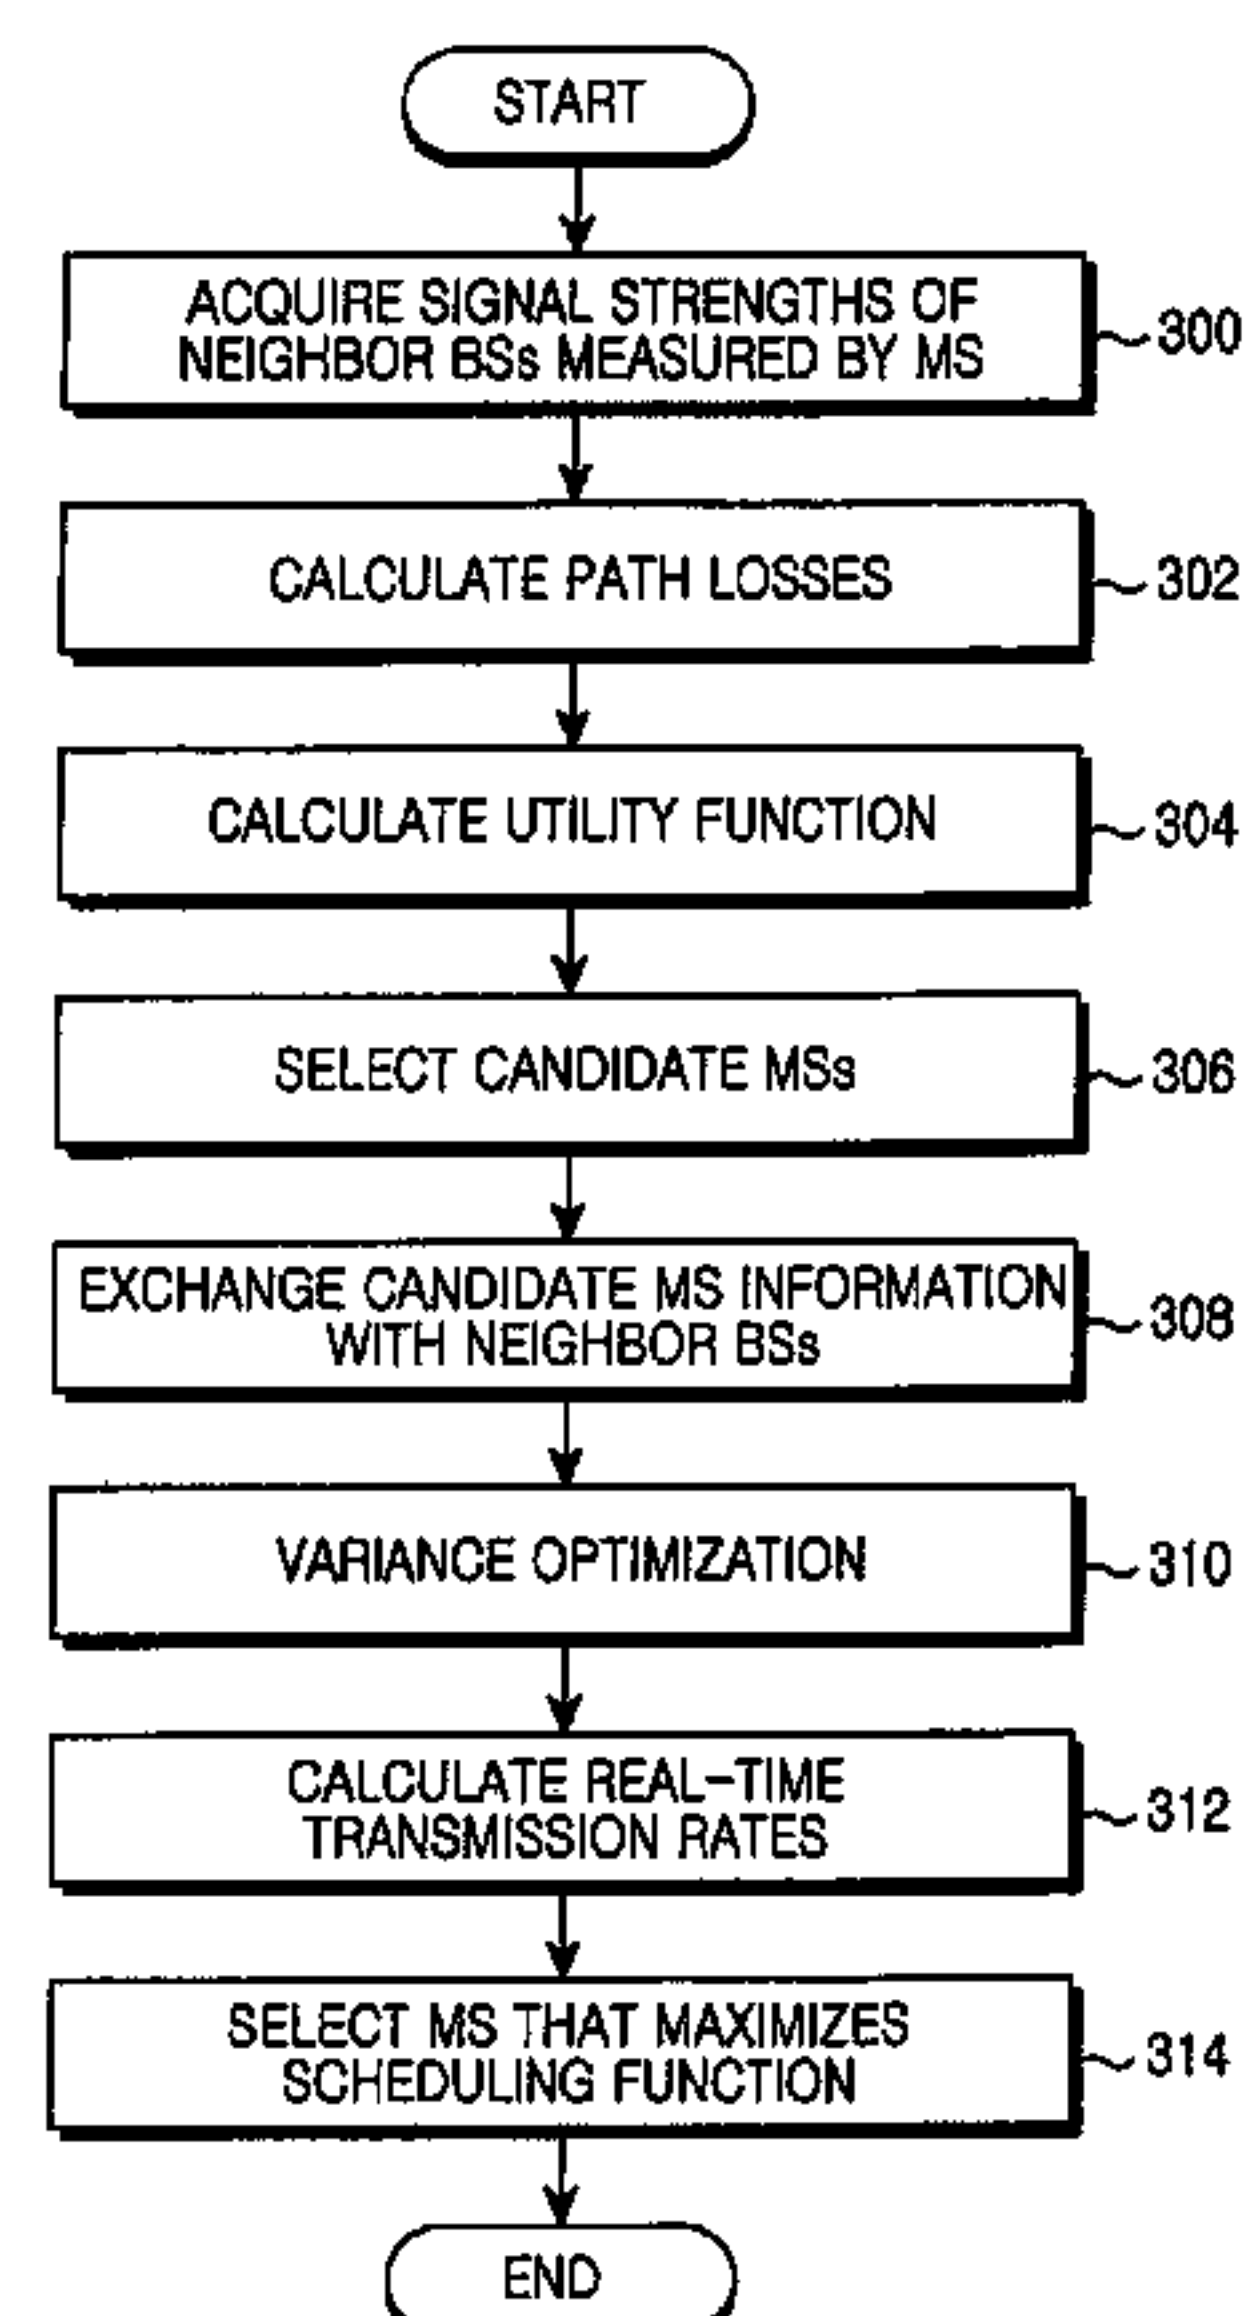 START
ACQUIRE SIGNAL STRENGTHS OF
NEIGHBOR BSs MEASURED BY MS
300
CALCULATE PATH LOSSES
302
CALCULATE UTILITY FUNCTION
304
SELECT CANDIDATE MSs
306
EXCHANGE CANDIDATE MS INFORMATION
WITH NEIGHBOR BSs
308
VARIANCE OPTIMIZATION
310
CALCULATE REAL-TIME
TRANSMISSION RATES
312
SELECT MS THAT MAXIMIZES
SCHEDULING FUNCTION
314
END